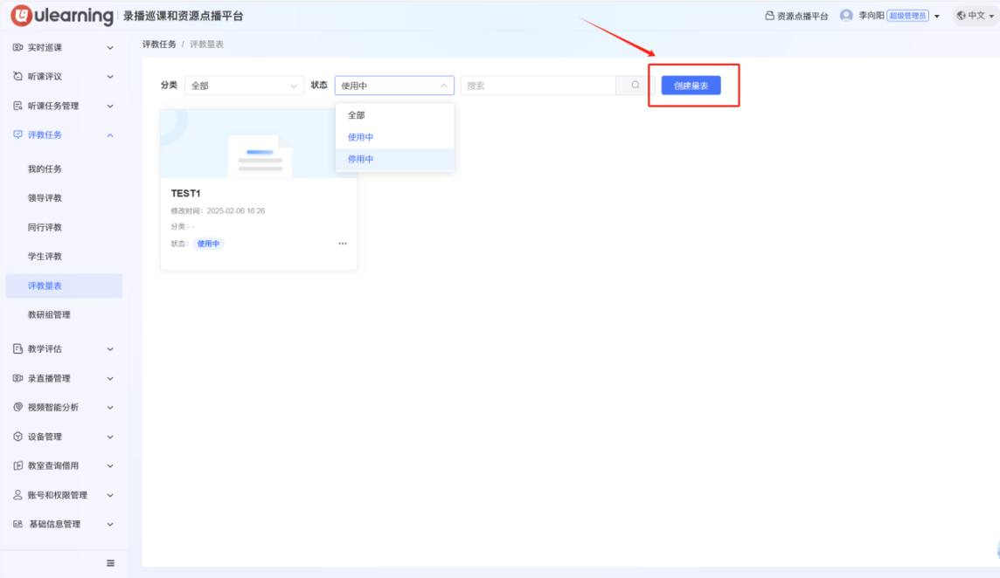 ulearning 录播巡课和资源点播平台
资源点播平台 李向阳 超级管理员 中文
实时巡课
听课评议
听课任务管理
评教任务
我的任务
领导评教
同行评教
学生评教
评教量表
教研组管理
教学评估
录直播管理
视频智能分析
设备管理
教室查询借用
账号和权限管理
基础信息管理
评教任务 / 评教量表
分类 全部 状态 使用中 搜索 创建量表
全部
使用中
停用中
TEST1
修改时间: 2025-02-06 16:26
分类 - -
状态: 使用中